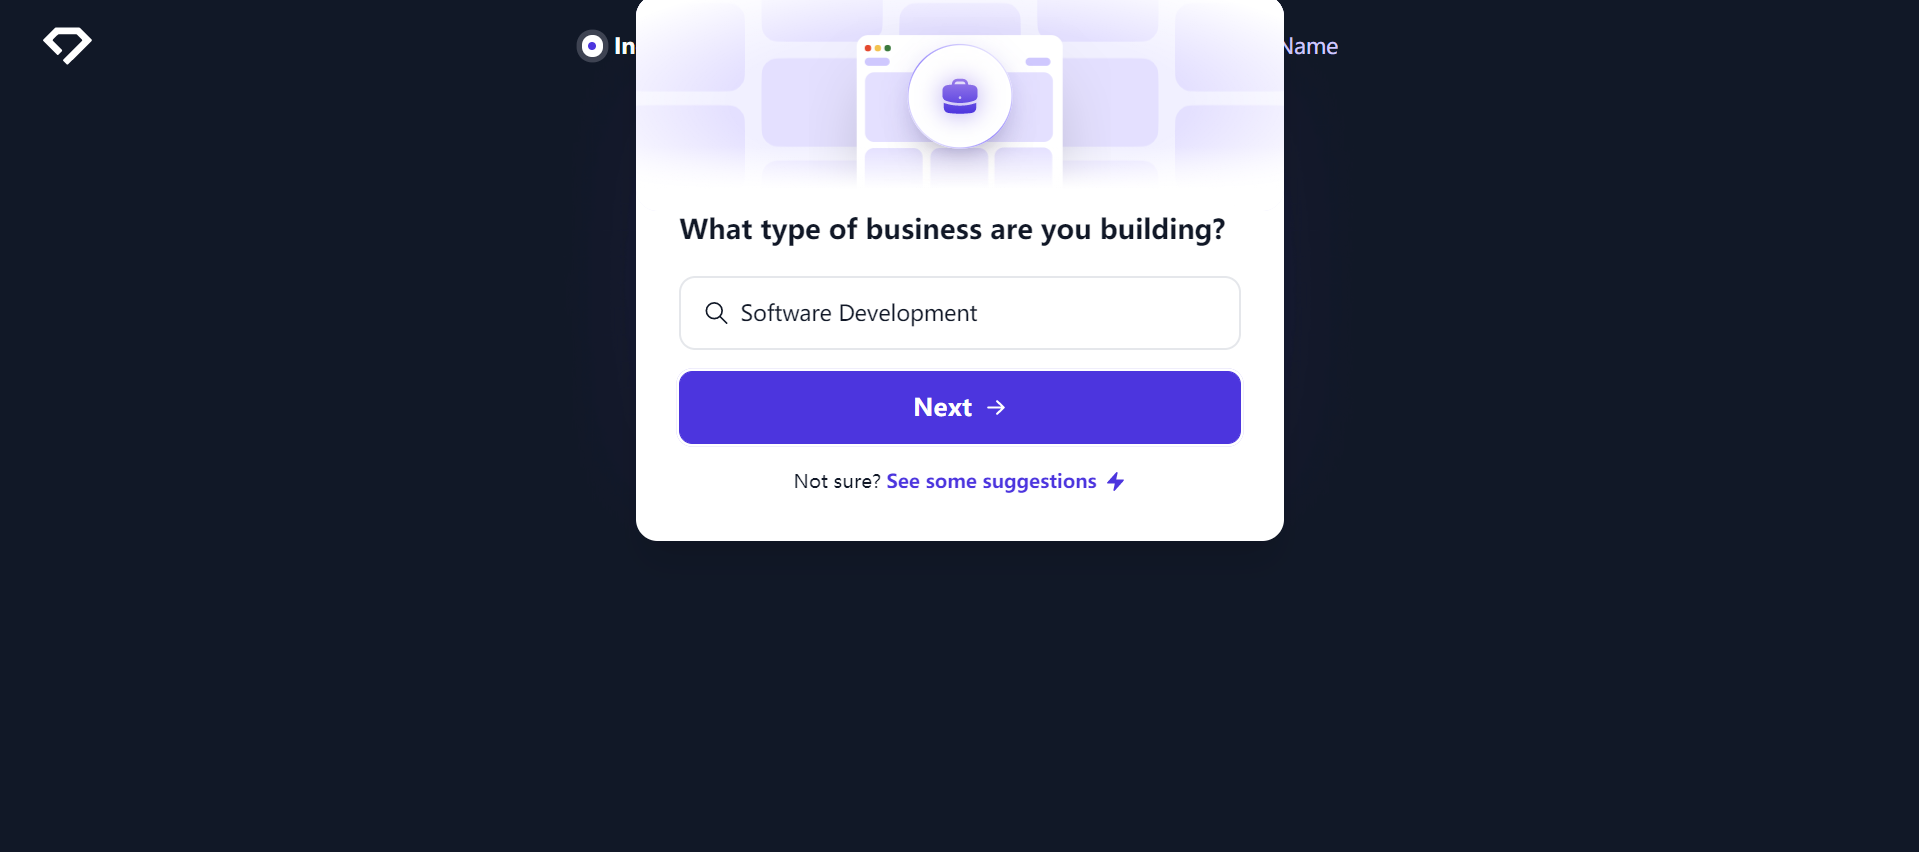 In
Name
What type of business are you building?
Software Development
Next →
Not sure? See some suggestions